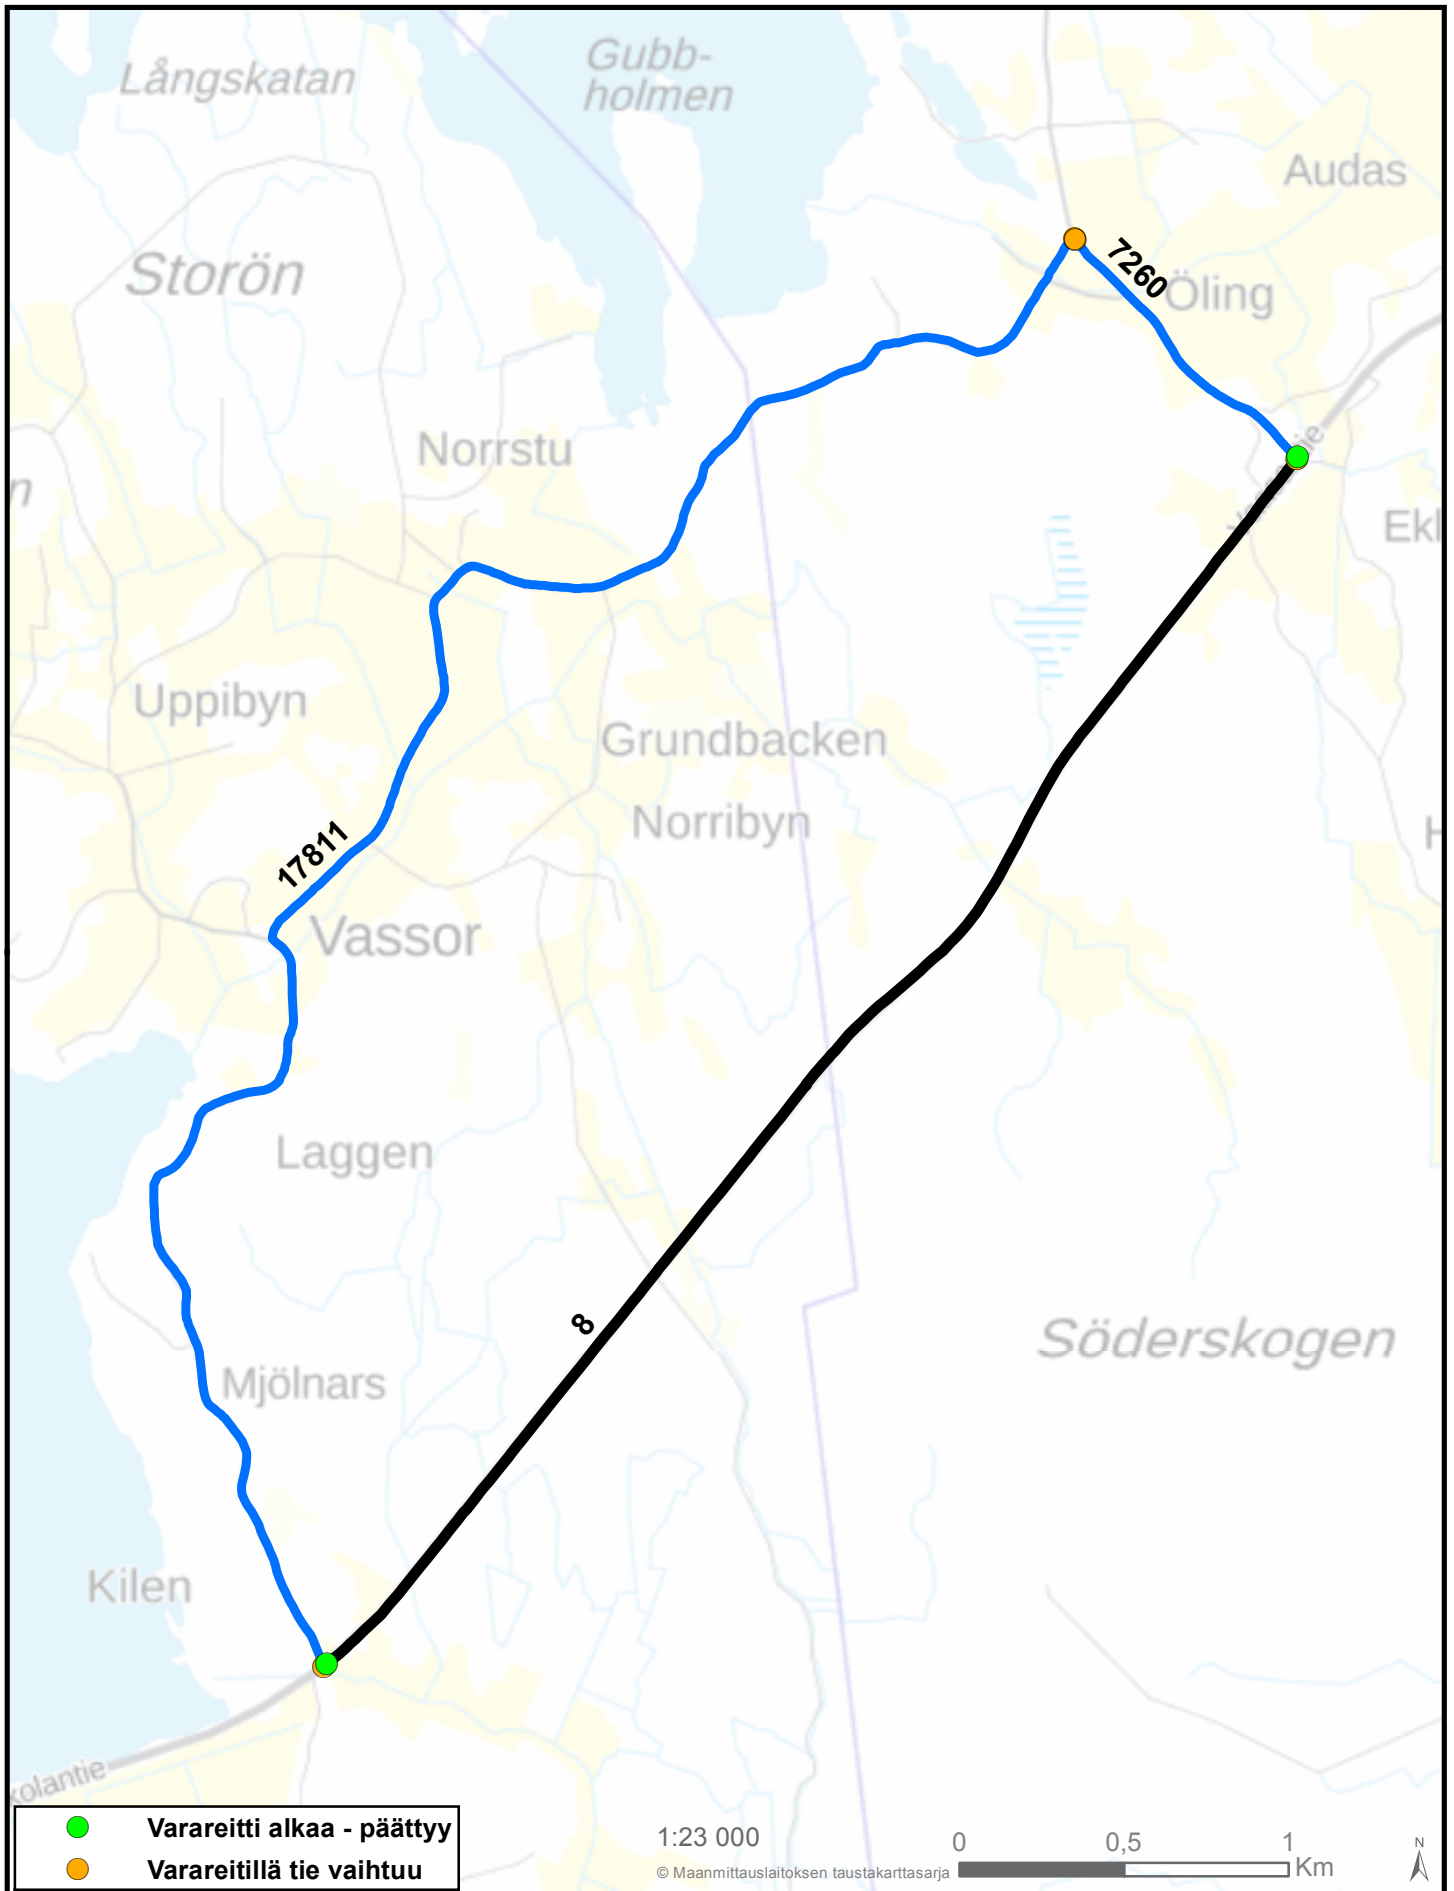 Långskatan
Gubb-
holmen
Audas
Storön
7260
Öling
Norrstu
n
Ekl
Uppibyn
Grundbacken
Norribyn
H
17811
Vassor
Laggen
8
Söderskogen
Mjölnars
Kilen
kolantie
Varareitti alkaa - päättyy
Varareitillä tie vaihtuu
1:23 000
© Maanmittauslaitoksen taustakarttasarja
0 0,5 1
Km
N